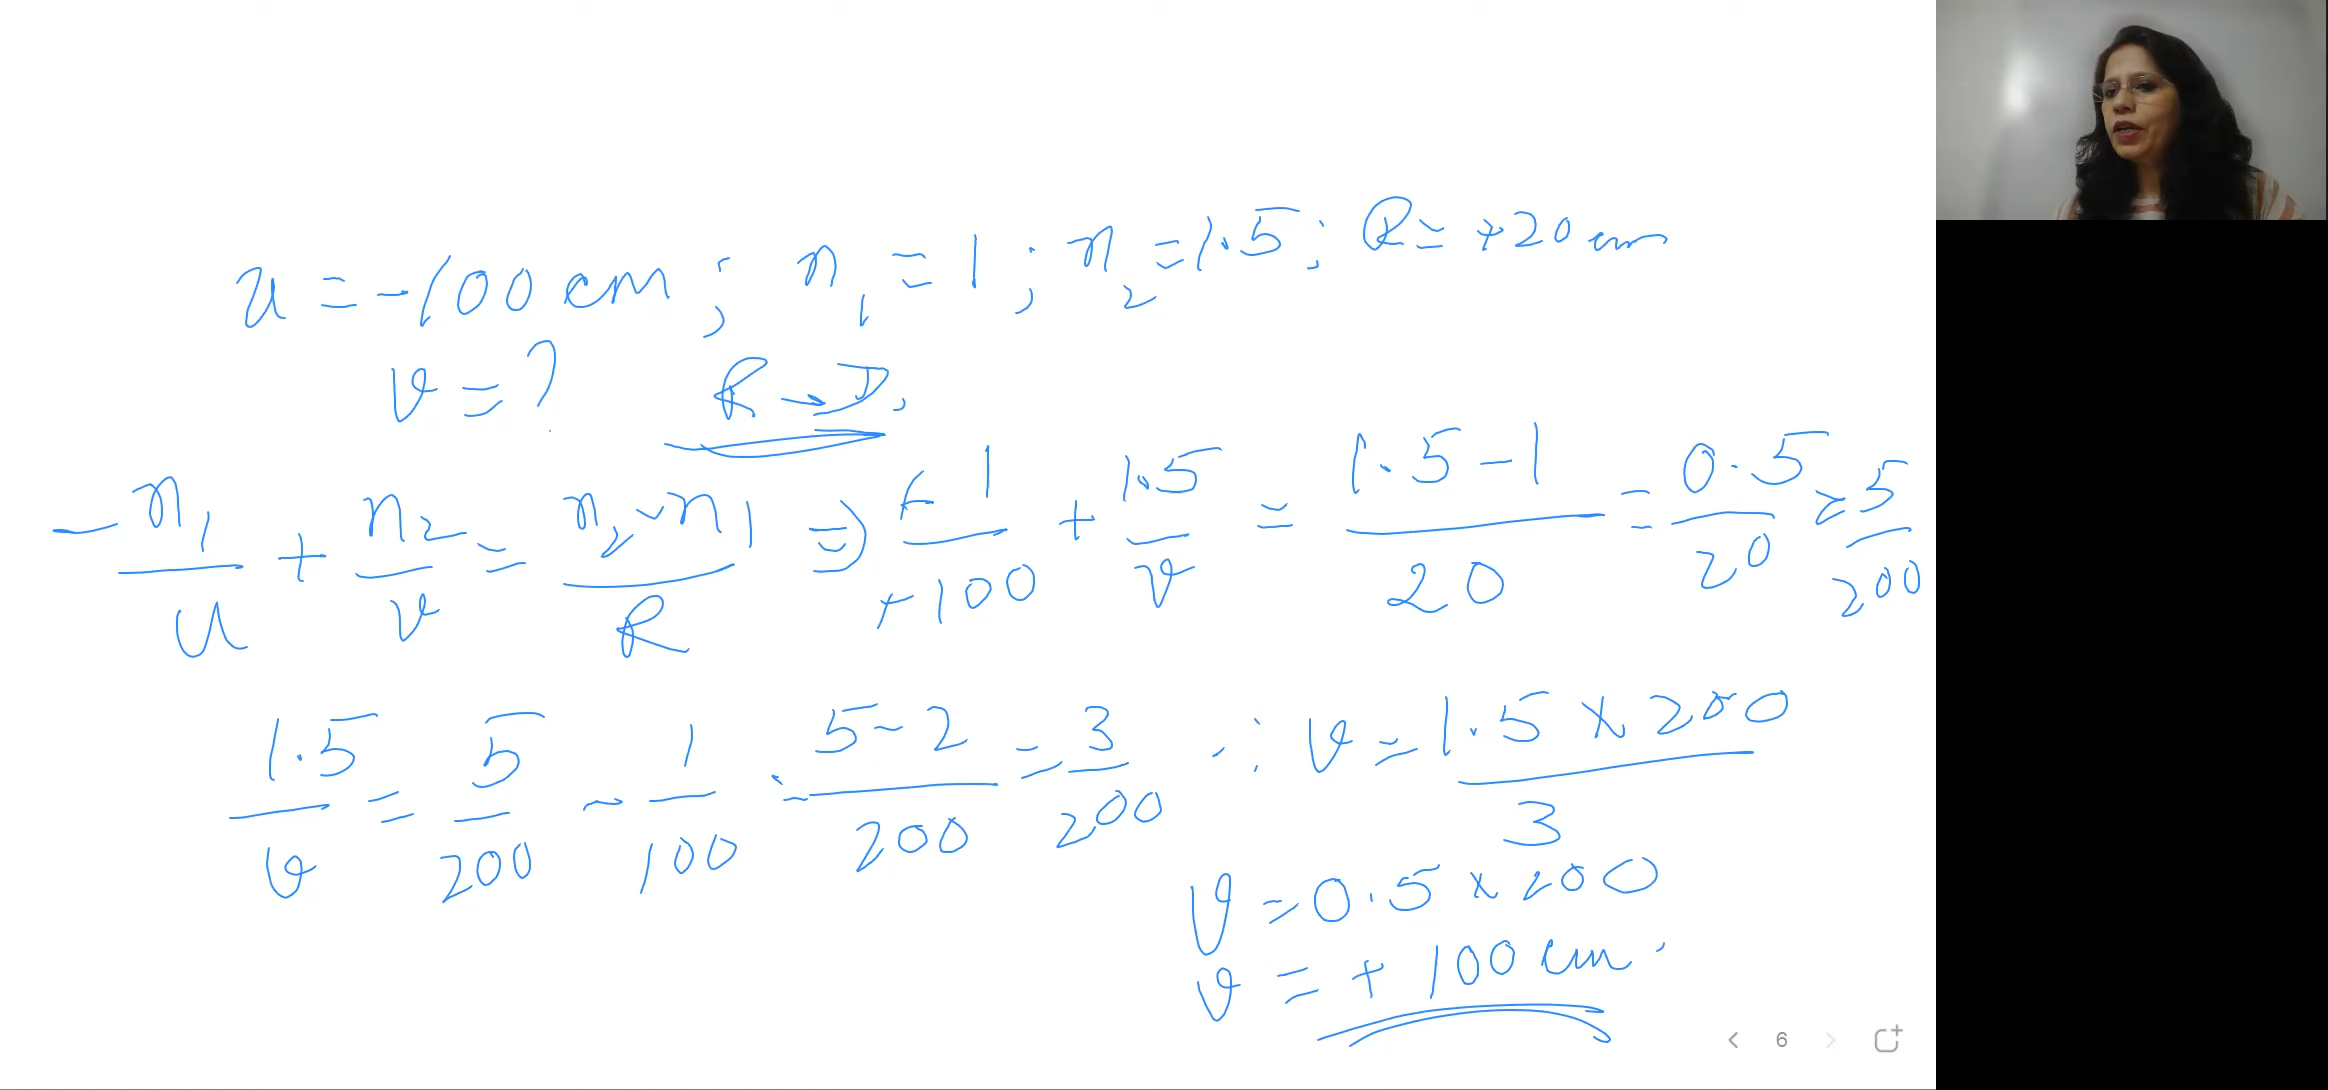 u = -100 cm ; n₁ = 1 ; n₂ = 1.5 ; R = +20 cm
v = ? R → D.
-n₁/u + n₂/v = n₂ - n₁/R ⇒ +1/+100 + 1.5/v = 1.5 - 1/20 = 0.5/20 = 5/200
1.5/v = 5/200 - 1/100 = 5 - 2/200 = 3/200 ∴ v = 1.5 × 200/3
v = 0.5 × 200
v = + 100 cm.
6